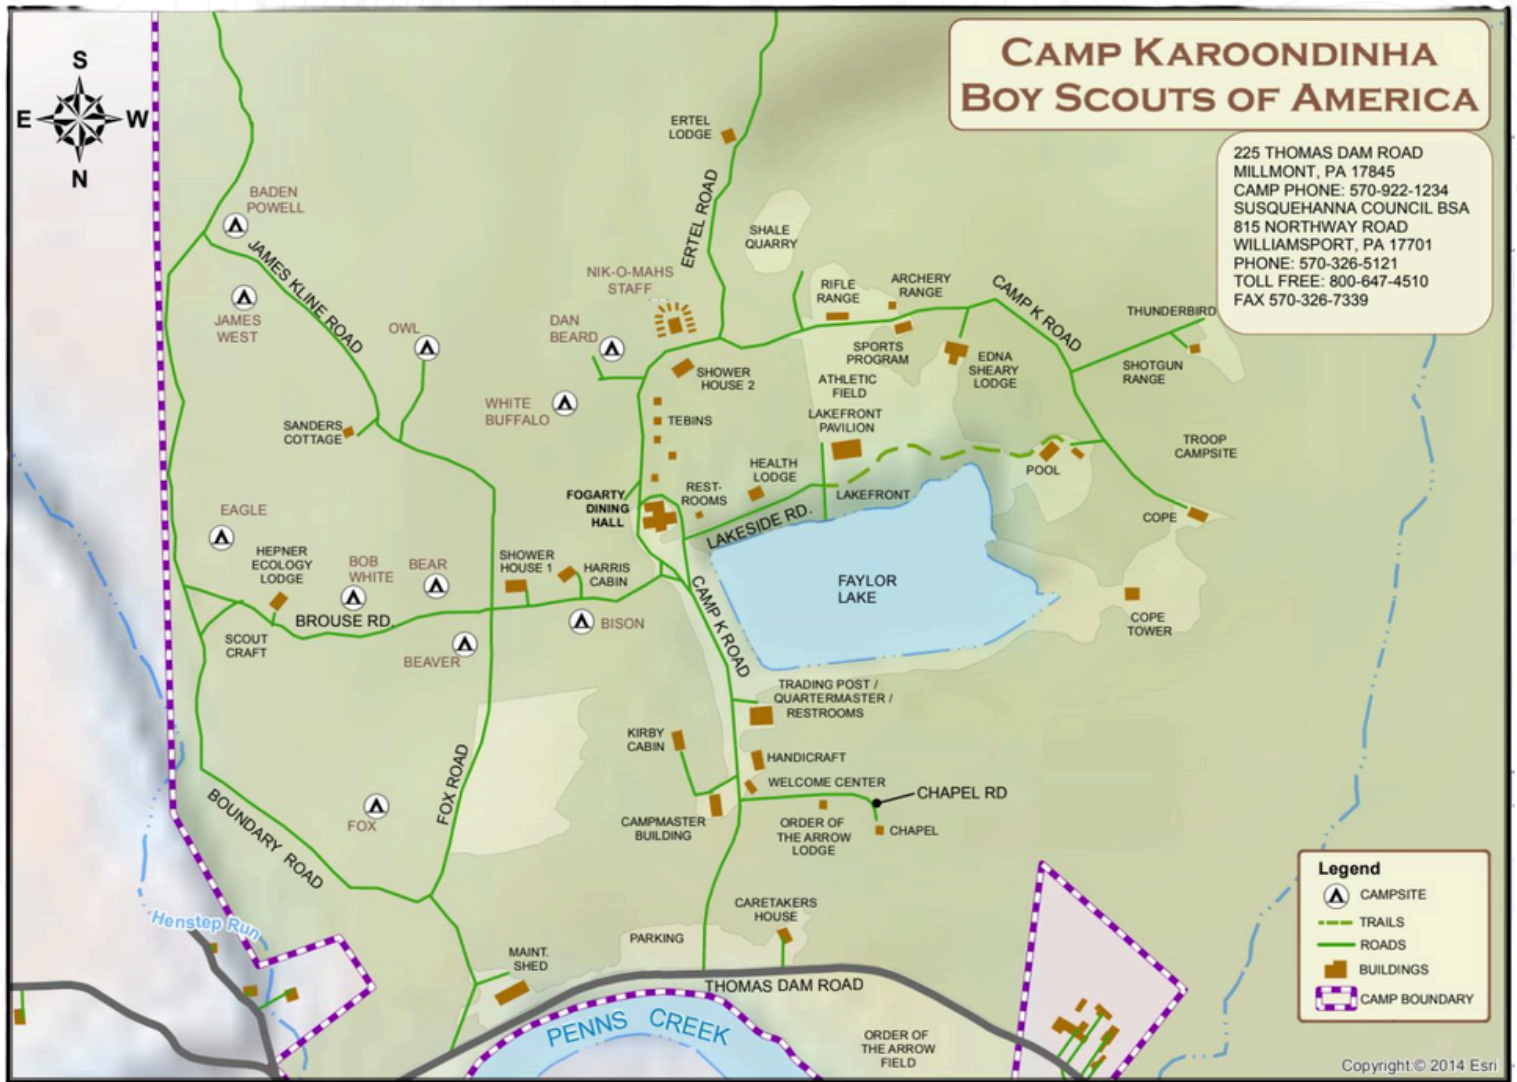 CAMP KAROONDINHA
BOY SCOUTS OF AMERICA
225 THOMAS DAM ROAD
MILLMONT, PA 17845
CAMP PHONE: 570-922-1234
SUSQUEHANNA COUNCIL BSA
815 NORTHWAY ROAD
WILLIAMSPORT, PA 17701
PHONE: 570-326-5121
TOLL FREE: 800-647-4510
FAX 570-326-7339
S
E
W
N
ERTEL
LODGE
BADEN
POWELL
ERTEL ROAD
SHALE
QUARRY
JAMES KLINE ROAD
NIK-O-MAHS
STAFF
RIFLE
RANGE
ARCHERY
RANGE
CAMP K ROAD
THUNDERBIRD
JAMES
WEST
OWL
DAN
BEARD
SPORTS
PROGRAM
EDNA
SHEARY
LODGE
SHOTGUN
RANGE
SHOWER
HOUSE 2
ATHLETIC
FIELD
WHITE
BUFFALO
TEBINS
LAKEFRONT
PAVILION
SANDERS
COTTAGE
TROOP
CAMPSITE
HEALTH
LODGE
POOL
FOGARTY
DINING
HALL
REST-
ROOMS
LAKEFRONT
LAKESIDE RD.
COPE
EAGLE
HEPNER
ECOLOGY
LODGE
BOB
WHITE
BEAR
SHOWER
HOUSE 1
HARRIS
CABIN
FAYLOR
LAKE
CAMP K ROAD
BROUSE RD.
BISON
COPE
TOWER
SCOUT
CRAFT
BEAVER
TRADING POST /
QUARTERMASTER /
RESTROOMS
KIRBY
CABIN
HANDICRAFT
WELCOME CENTER
FOX ROAD
CHAPEL RD
BOUNDARY ROAD
FOX
CAMPMASTER
BUILDING
ORDER OF
THE ARROW
LODGE
CHAPEL
Henstep Run
CARETAKERS
HOUSE
PARKING
MAINT.
SHED
THOMAS DAM ROAD
PENNS CREEK
ORDER OF
THE ARROW
FIELD
Legend
CAMPSITE
TRAILS
ROADS
BUILDINGS
CAMP BOUNDARY
Copyright:© 2014 Esri